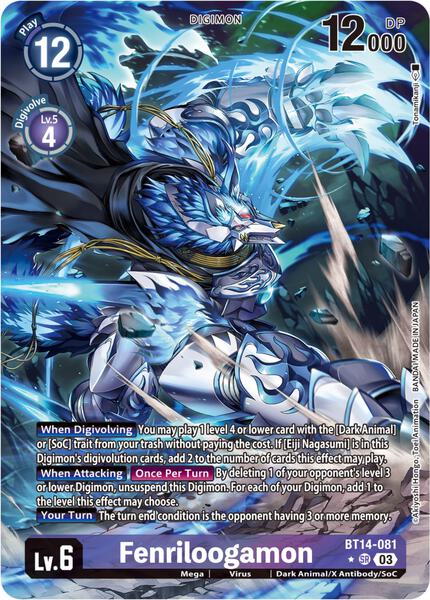 DIGIMON
Play
12
DP
12000
Digivolve
Lv.5
4
Tonamikanji
©Akiyoshi Hongo, Toei Animation BANDAI MADE IN JAPAN
When Digivolving You may play 1 level 4 or lower card with the [Dark Animal]
or [SoC] trait from your trash without paying the cost. If [Eiji Nagasumi] is in this
Digimon's digivolution cards, add 2 to the number of cards this effect may play.
When Attacking Once Per Turn By deleting 1 of your opponent's level 3
or lower Digimon, unsuspend this Digimon. For each of your Digimon, add 1 to
the level this effect may choose.
Your Turn The turn end condition is the opponent having 3 or more memory.
Lv.6
Fenriloogamon
BT14-081
SR 03
Mega Virus Dark Animal/X Antibody/SoC